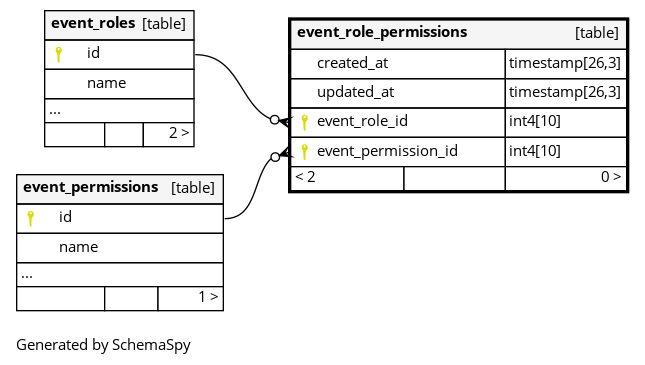 event_roles [table]
id
name
...
2 >
event_role_permissions [table]
created_at timestamp[26,3]
updated_at timestamp[26,3]
event_role_id int4[10]
event_permission_id int4[10]
< 2 0 >
event_permissions [table]
id
name
...
1 >
Generated by SchemaSpy